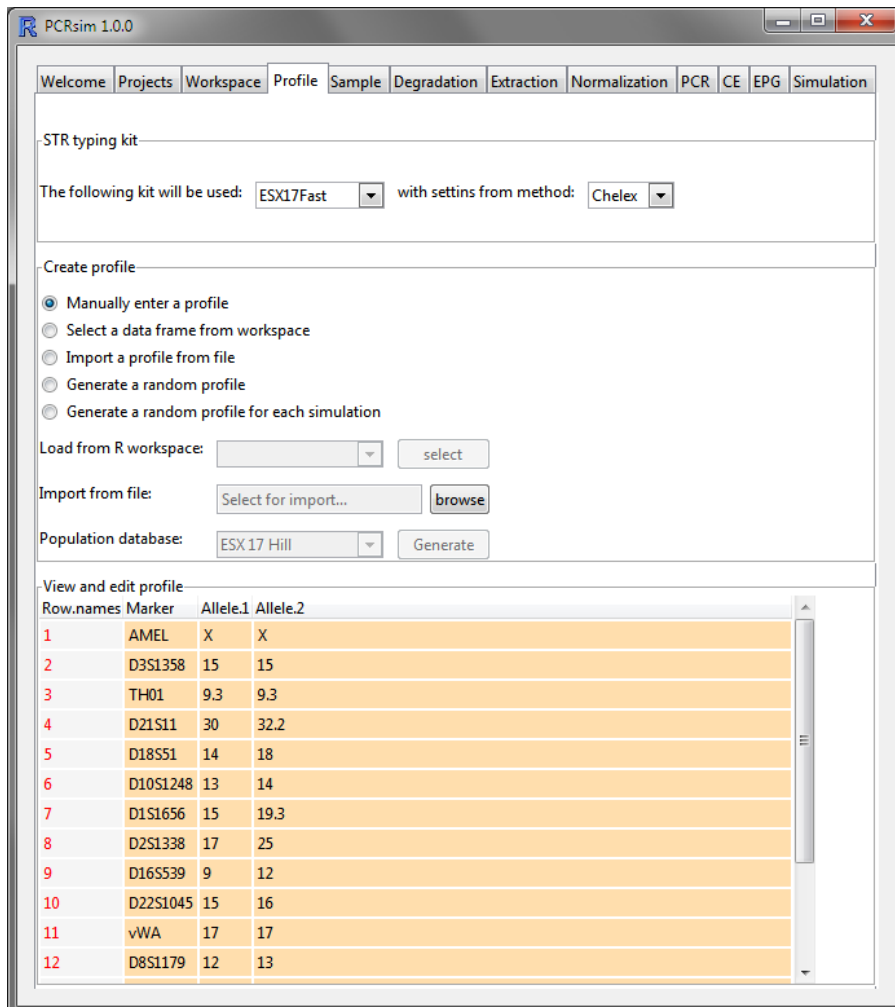 PCRsim 1.0.0
Welcome Projects Workspace Profile Sample Degradation Extraction Normalization PCR CE EPG Simulation
STR typing kit
The following kit will be used: ESX17Fast with settins from method: Chelex
Create profile
Manually enter a profile
Select a data frame from workspace
Import a profile from file
Generate a random profile
Generate a random profile for each simulation
Load from R workspace: select
Import from file: Select for import... browse
Population database: ESX 17 Hill Generate
View and edit profile
Row.names Marker Allele.1 Allele.2
1 AMEL X X
2 D3S1358 15 15
3 TH01 9.3 9.3
4 D21S11 30 32.2
5 D18S51 14 18
6 D10S1248 13 14
7 D1S1656 15 19.3
8 D2S1338 17 25
9 D16S539 9 12
10 D22S1045 15 16
11 vWA 17 17
12 D8S1179 12 13